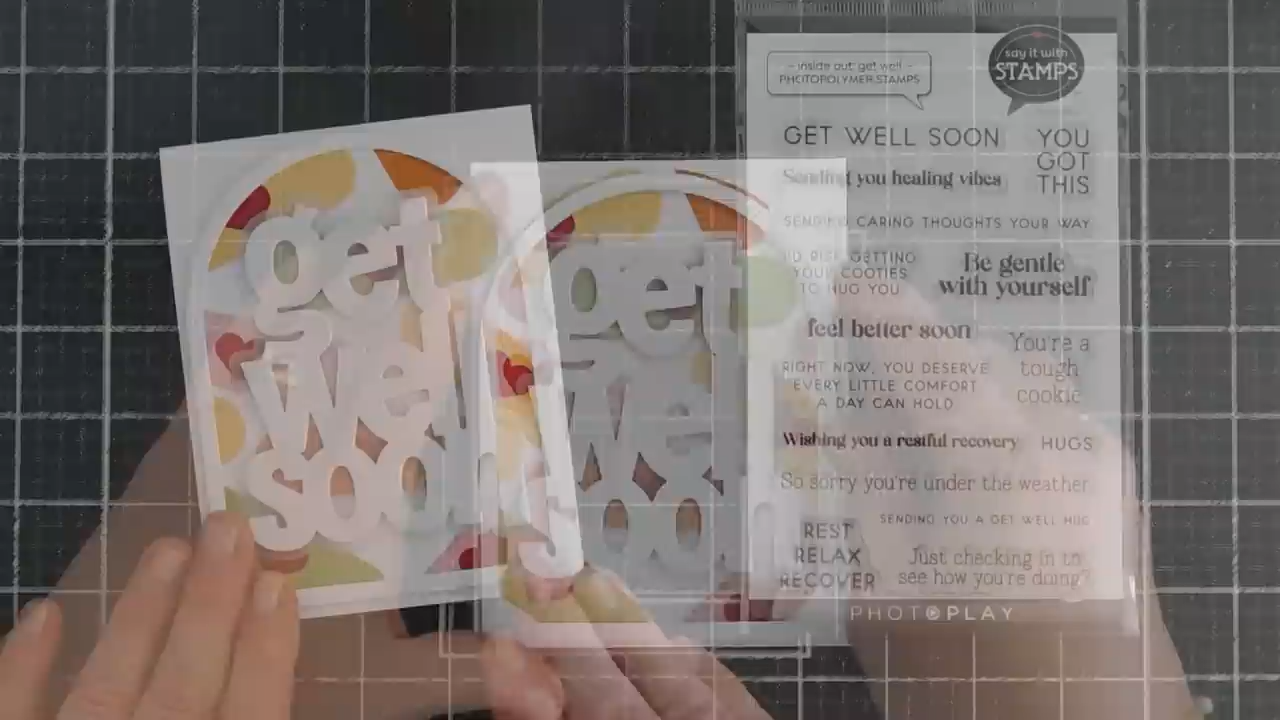 get
well
soon
get
we
soo
say it with
STAMPS
– inside out: get well –
PHOTOPOLYMER STAMPS
GET WELL SOON
YOU
GOT
THIS
Sending you healing vibes
SENDING CARING THOUGHTS YOUR WAY
I'D RISK GETTING
YOUR COOTIES
TO HUG YOU
Be gentle
with yourself
feel better soon
You're a
tough
cookie
RIGHT NOW, YOU DESERVE
EVERY LITTLE COMFORT
A DAY CAN HOLD
Wishing you a restful recovery
HUGS
So sorry you're under the weather
SENDING YOU A GET WELL HUG
REST
RELAX
RECOVER
Just checking in to
see how you're doing?
PHOTOPLAY